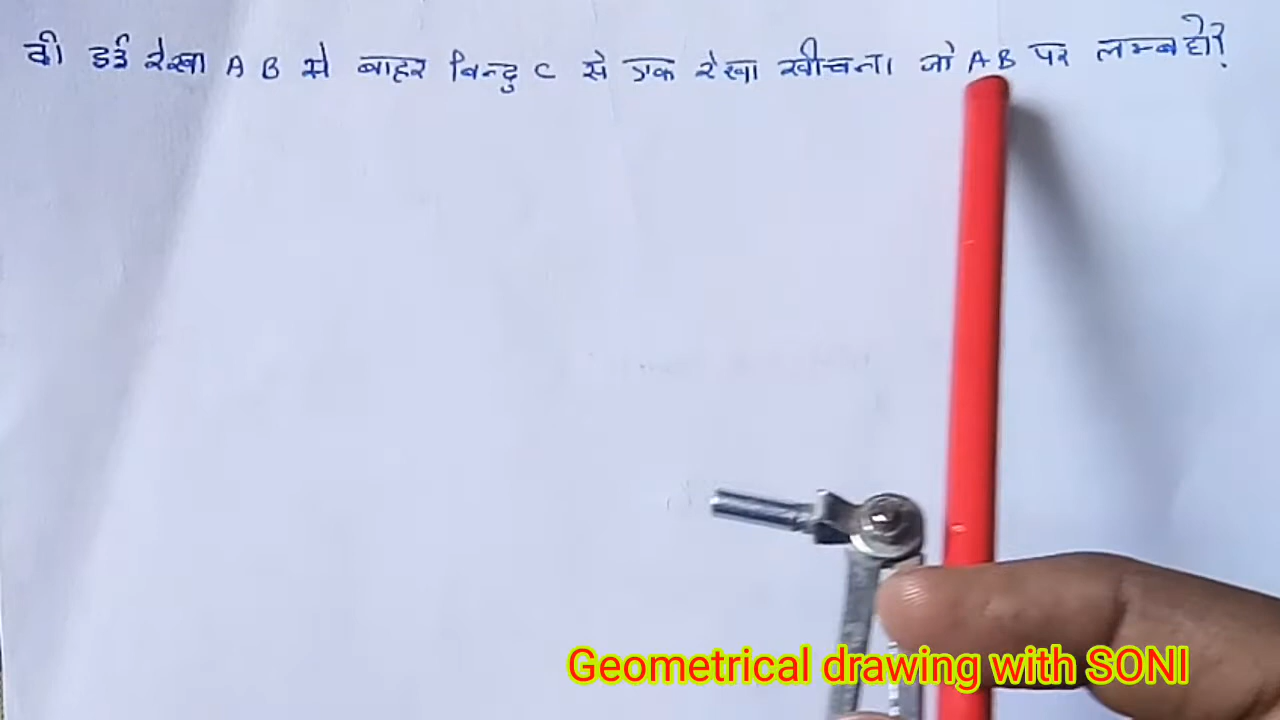 दी हुई रेखा A B से बाहर बिन्दु C से एक रेखा खींचना जो A B पर लम्ब हो?
Geometrical drawing with SONI